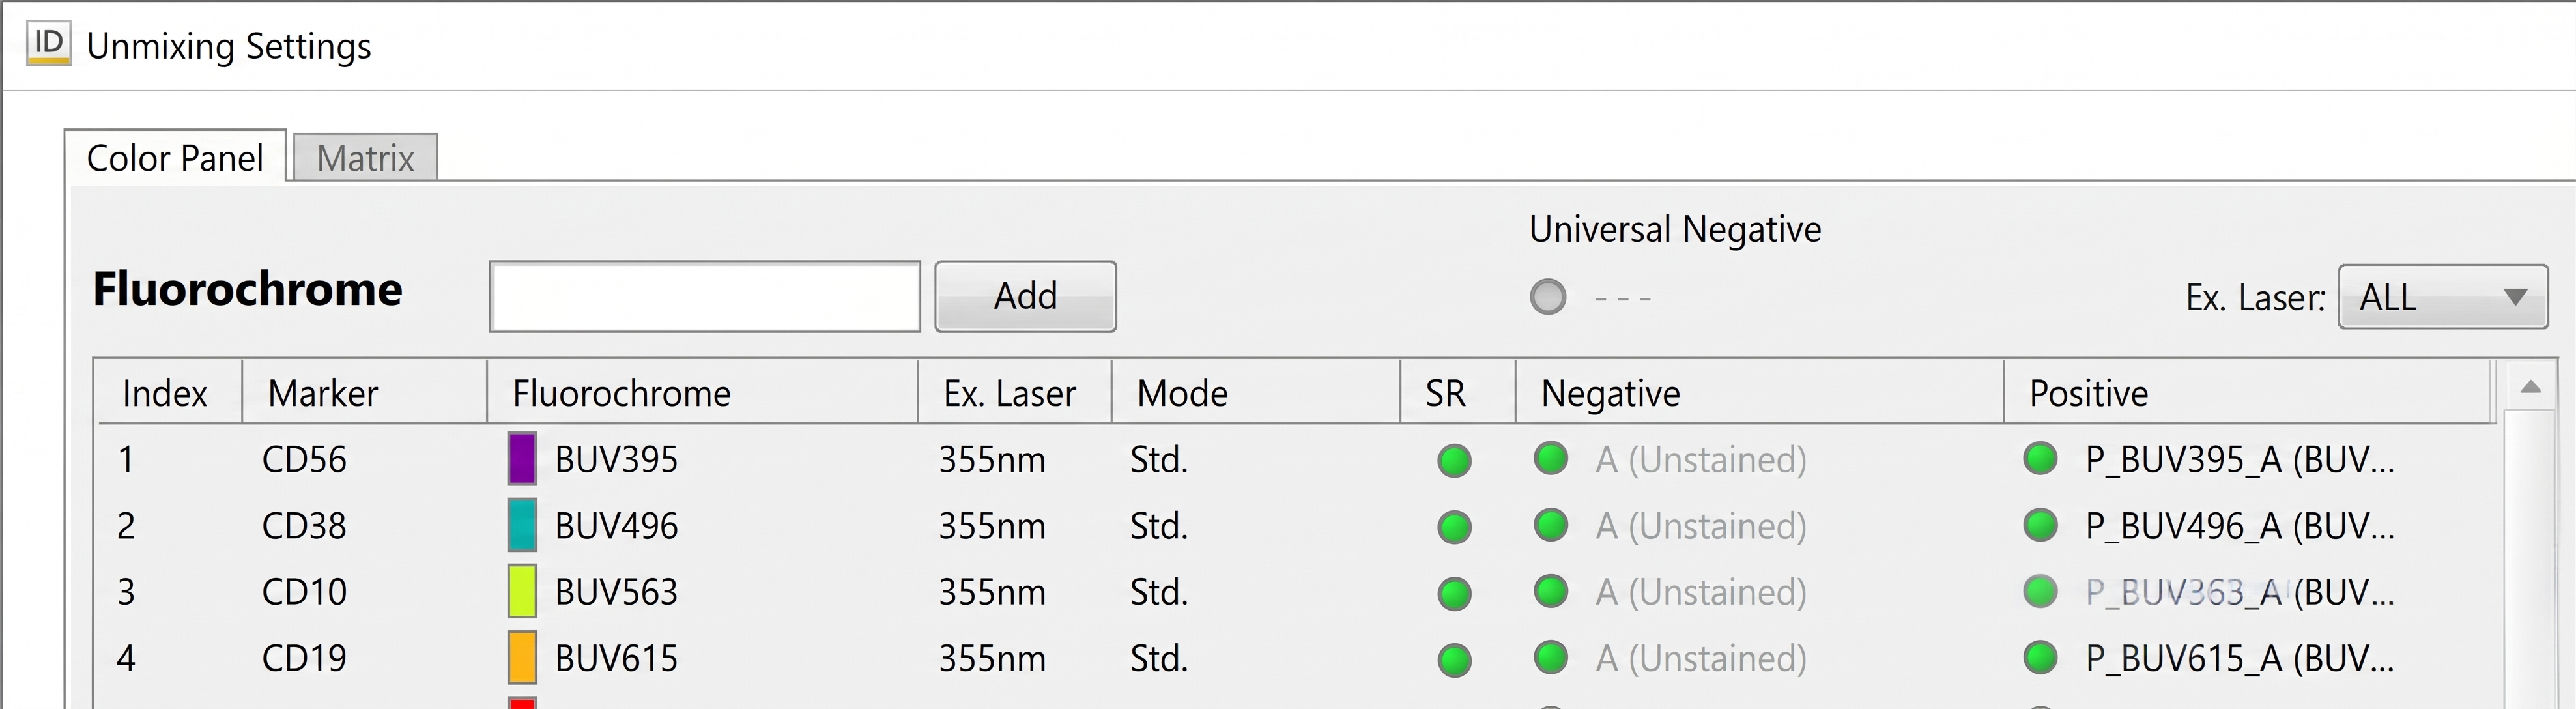 ID Unmixing Settings
Color Panel Matrix
Universal Negative
Fluorochrome Add - - - Ex. Laser: ALL
Index Marker Fluorochrome Ex. Laser Mode SR Negative Positive
1 CD56 BUV395 355nm Std. A (Unstained) P_BUV395_A (BUV...
2 CD38 BUV496 355nm Std. A (Unstained) P_BUV496_A (BUV...
3 CD10 BUV563 355nm Std. A (Unstained) (BUV...
4 CD19 BUV615 355nm Std. A (Unstained) P_BUV615_A (BUV...